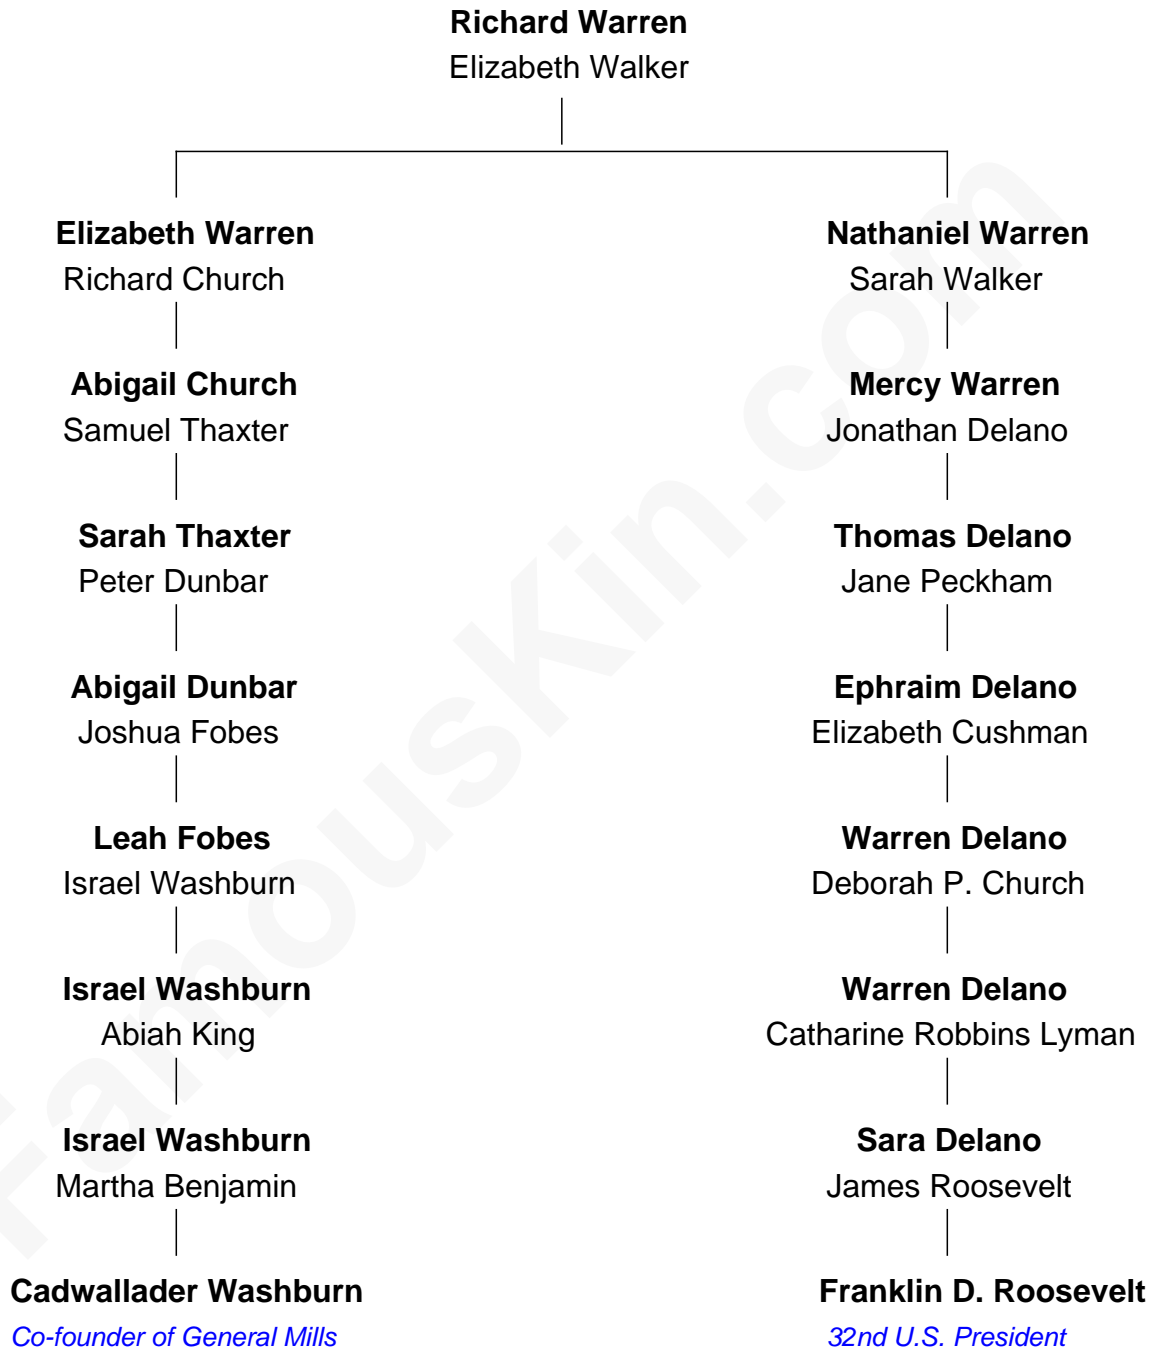 Richard Warren
Elizabeth Walker
Elizabeth Warren
Richard Church
Nathaniel Warren
Sarah Walker
Abigail Church
Samuel Thaxter
Mercy Warren
Jonathan Delano
Sarah Thaxter
Peter Dunbar
Thomas Delano
Jane Peckham
Abigail Dunbar
Joshua Fobes
Ephraim Delano
Elizabeth Cushman
Leah Fobes
Israel Washburn
Warren Delano
Deborah P. Church
Israel Washburn
Abiah King
Warren Delano
Catharine Robbins Lyman
Israel Washburn
Martha Benjamin
Sara Delano
James Roosevelt
Cadwallader Washburn
Co-founder of General Mills
Franklin D. Roosevelt
32nd U.S. President
FamousKin.com